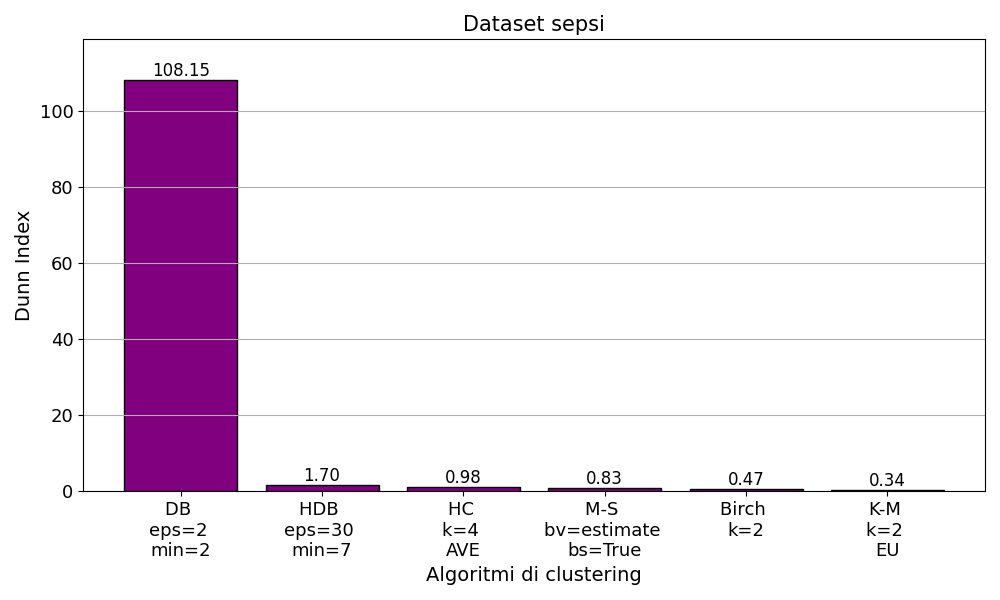 Dataset sepsi
Dunn Index
100
80
60
40
20
0
108.15
1.70
0.98
0.83
0.47
0.34
DB
eps=2
min=2
HDB
eps=30
min=7
HC
k=4
AVE
M-S
bv=estimate
bs=True
Birch
k=2
K-M
k=2
EU
Algoritmi di clustering